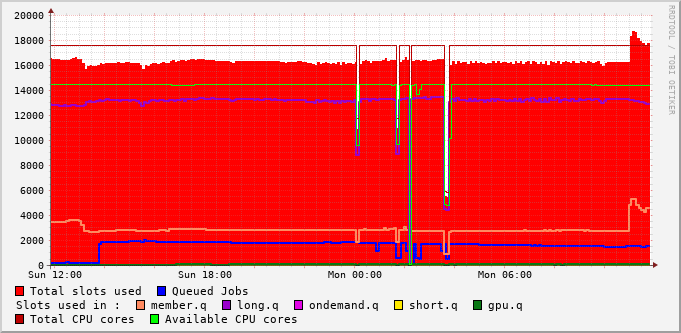 20000
18000
16000
14000
12000
10000
8000
6000
4000
2000
0
Sun 12:00 Sun 18:00 Mon 00:00 Mon 06:00
RRDTOOL / TOBI OETIKER
Total slots used Queued Jobs
Slots used in : member.q long.q ondemand.q short.q gpu.q
Total CPU cores Available CPU cores